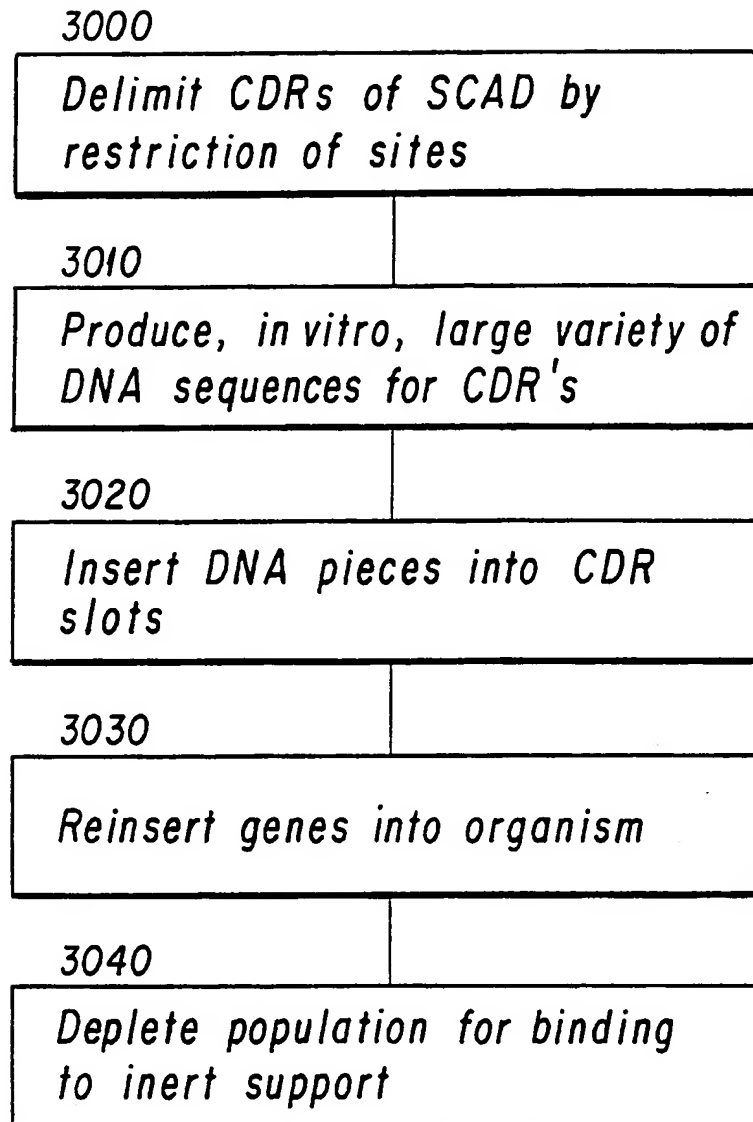 3000
Delimit CDRs of SCAD by
restriction of sites
3010
Produce, in vitro, large variety of
DNA sequences for CDR's
3020
Insert DNA pieces into CDR
slots
3030
Reinsert genes into organism
3040
Deplete population for binding
to inert support